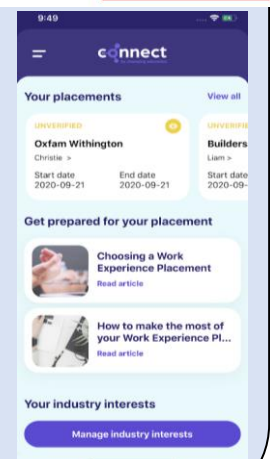 9:49
connect
Your placements View all
UNVERIFIED UNVERIFIE
Oxfam Withington Builders
Christie > Liam >
Start date End date Start date
2020-09-21 2020-09-21 2020-09-
Get prepared for your placement
Choosing a Work
Experience Placement
Read article
How to make the most of
your Work Experience Pl...
Read article
Your industry interests
Manage industry interests